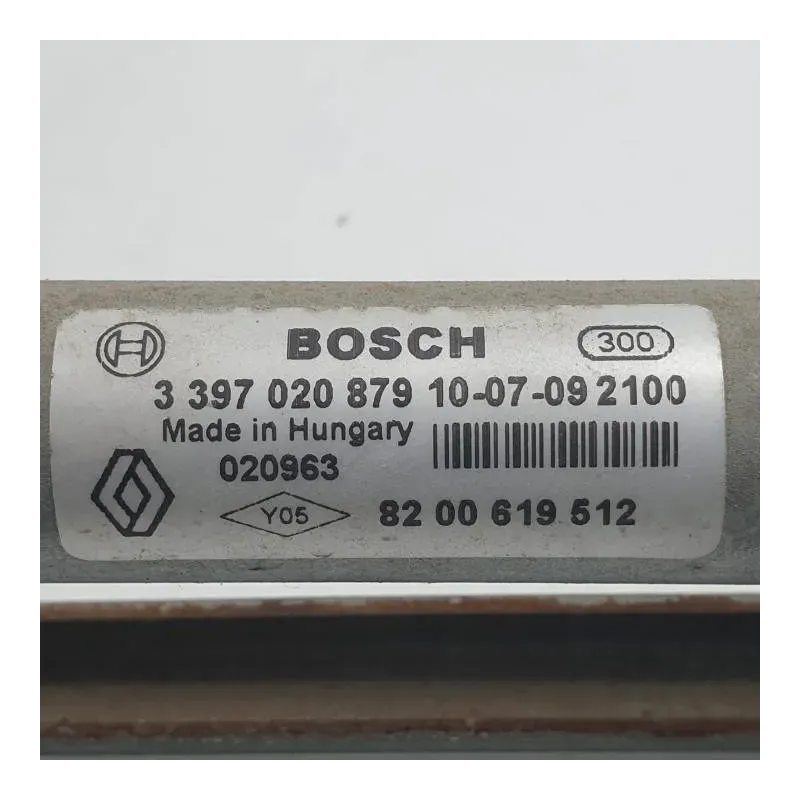 BOSCH 300
3 397 020 879 10-07-09 2100
Made in Hungary
020963
Y05 82 00 619 512